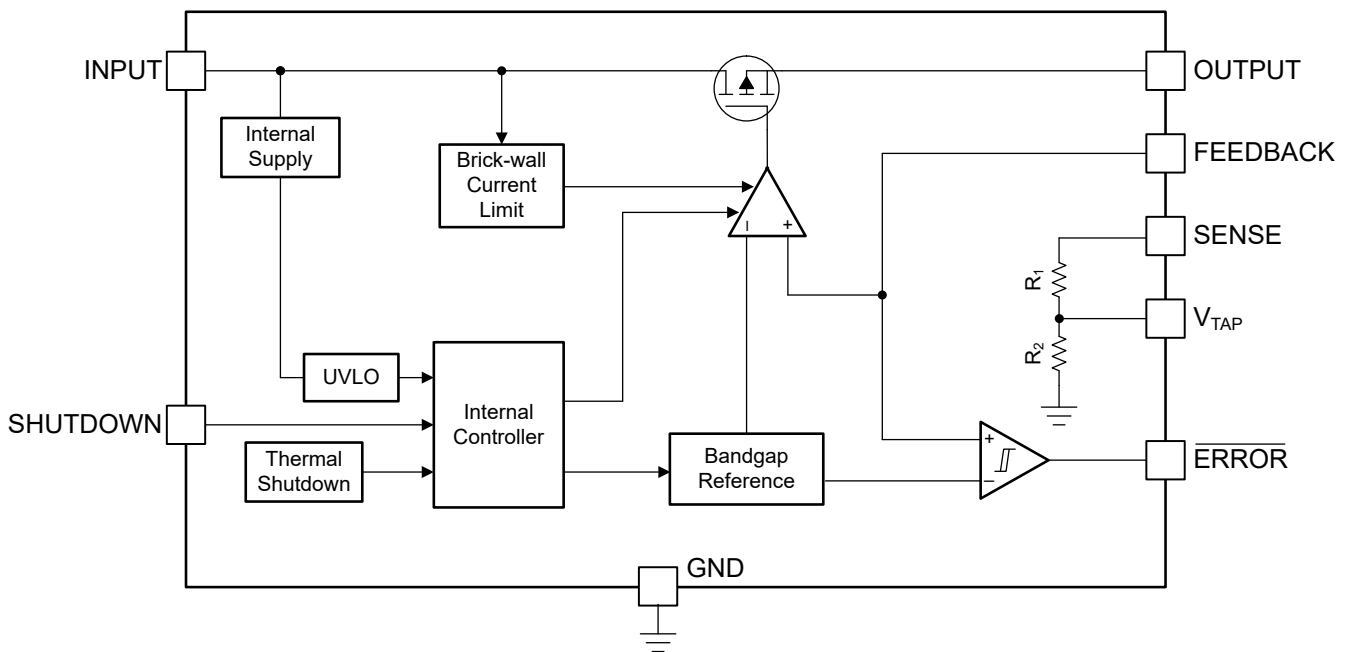 INPUT
OUTPUT
Internal
Supply
Brick-wall
Current
Limit
FEEDBACK
SENSE
R1
VTAP
R2
UVLO
SHUTDOWN
Internal
Controller
Thermal
Shutdown
Bandgap
Reference
ERROR
GND